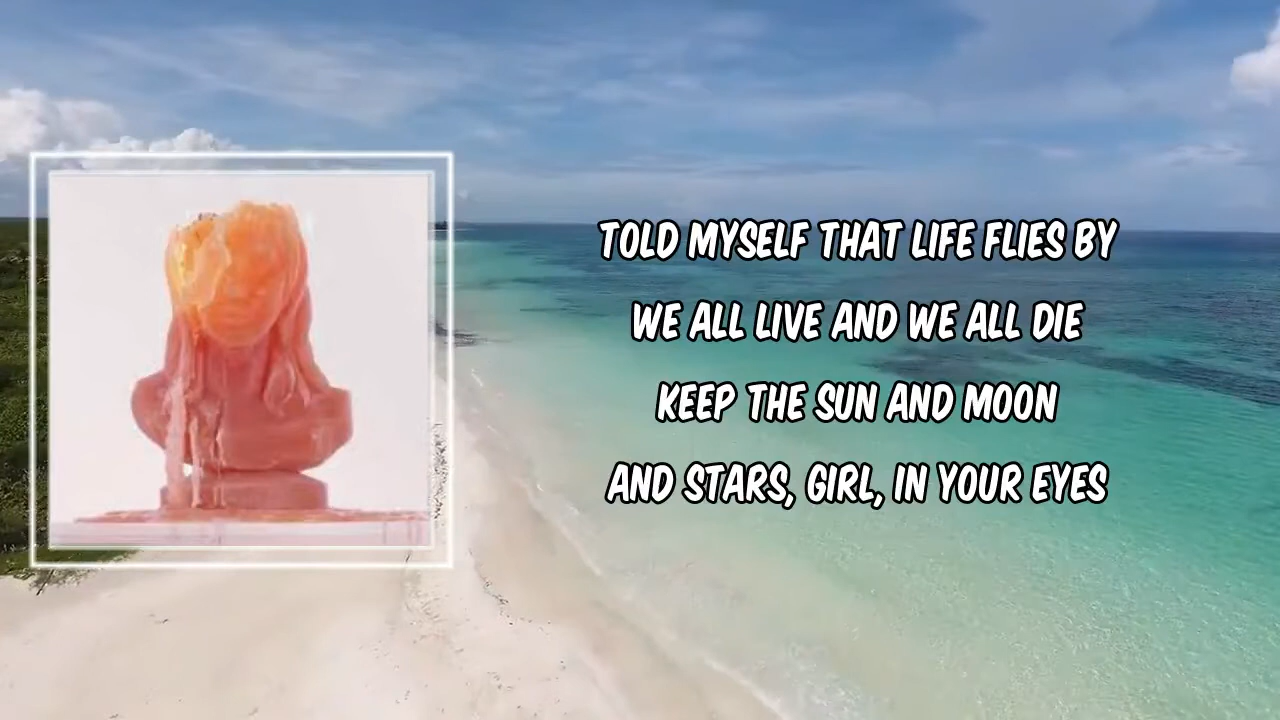 TOLD MYSELF THAT LIFE FLIES BY
WE ALL LIVE AND WE ALL DIE
KEEP THE SUN AND MOON
AND STARS, GIRL, IN YOUR EYES